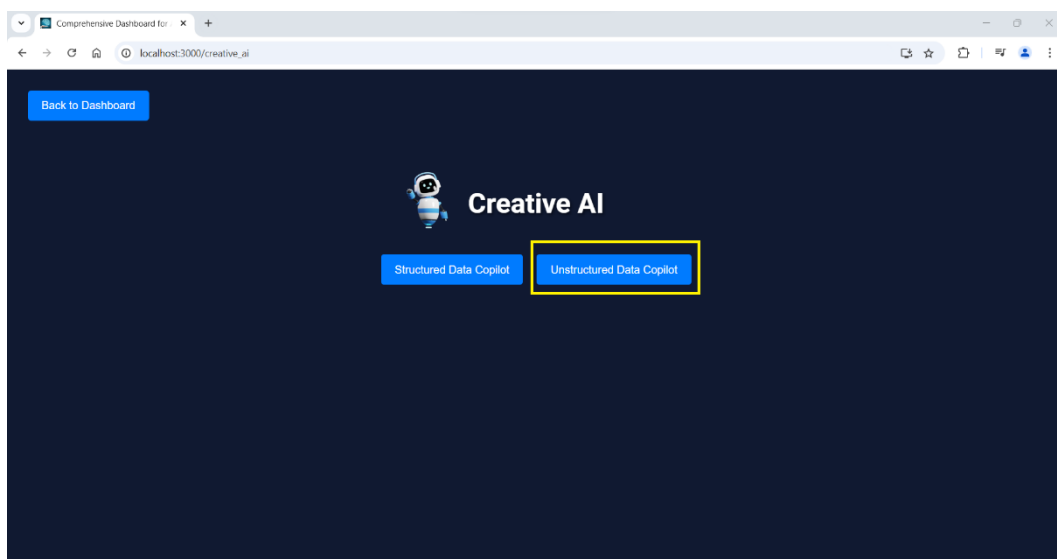 Comprehensive Dashboard for
localhost:3000/creative_ai
Back to Dashboard
Creative AI
Structured Data Copilot
Unstructured Data Copilot